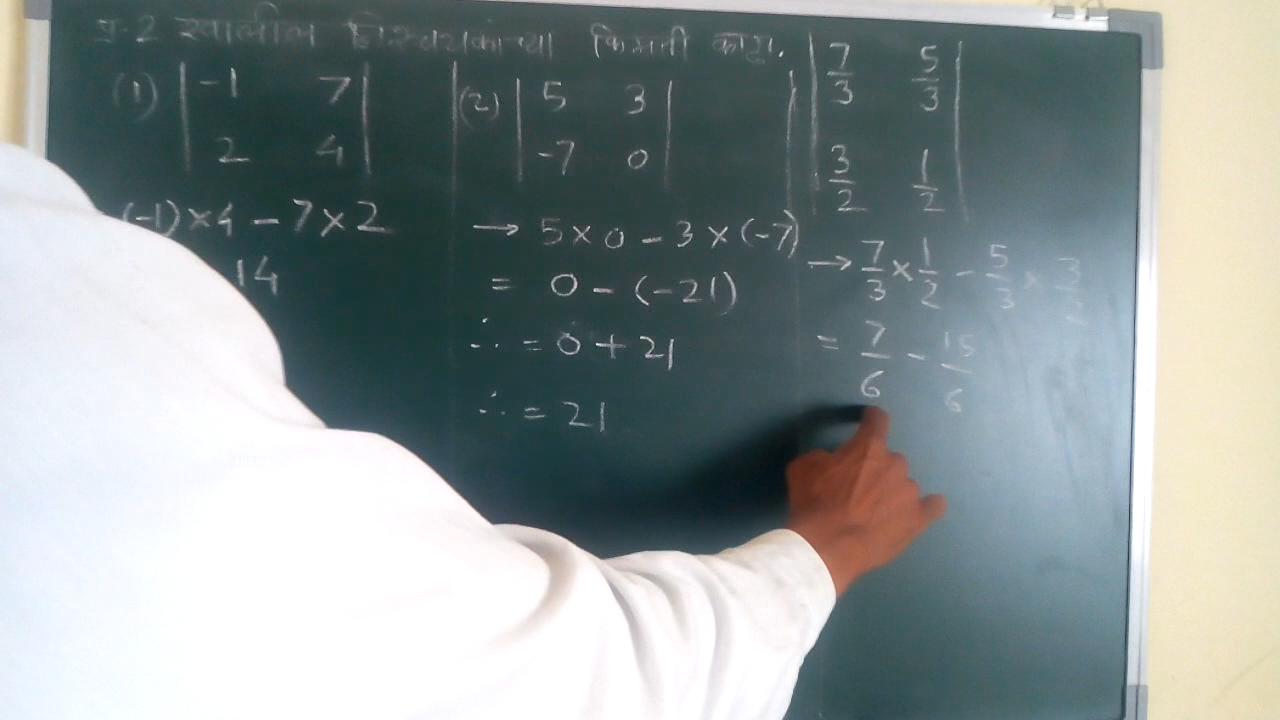 प्र.2 खालील निश्चयकांच्या किंमती काढा.
(1) | -1 7 |
| 2 4 |
(-1)×4 - 7×2
14
(2) | 5 3 |
| -7 0 |
→ 5×0 - 3×(-7)
= 0 - (-21)
∴ = 0 + 21
∴ = 21
| 7/3 5/3 |
| 3/2 1/2 |
→ 7/3 × 1/2 - 5/3 × 3/2
= 7/6 - 15/6